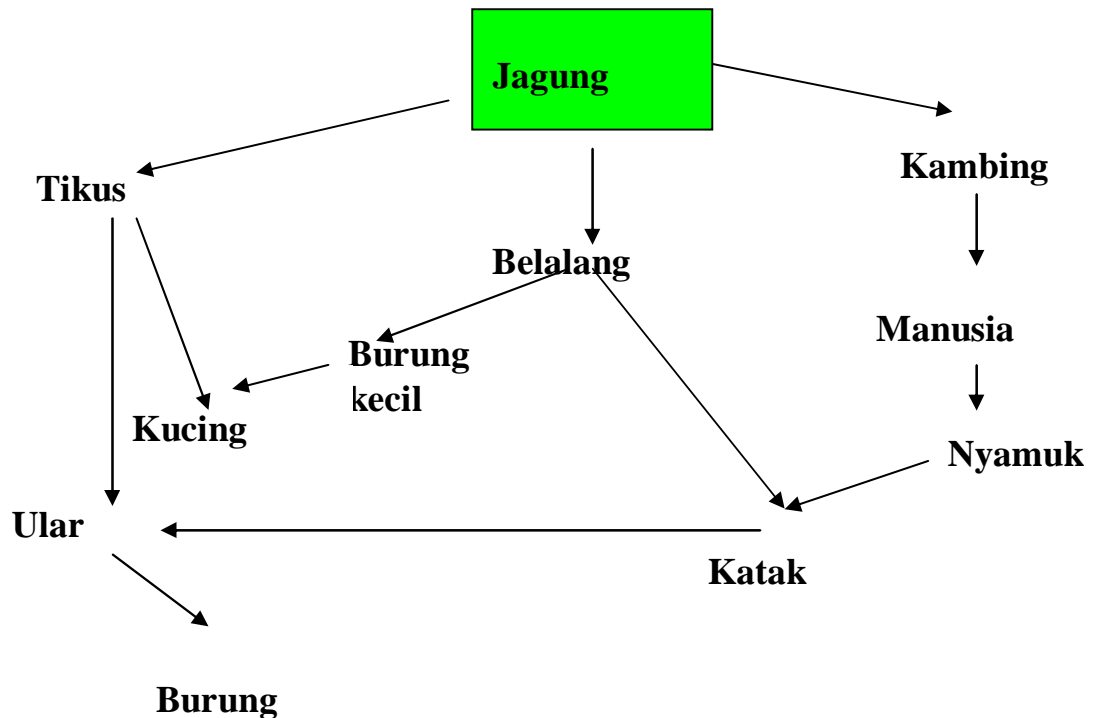 Jagung
Kambing
Tikus
Belalang
Manusia
Burung
kecil
Kucing
Nyamuk
Ular
Katak
Burung